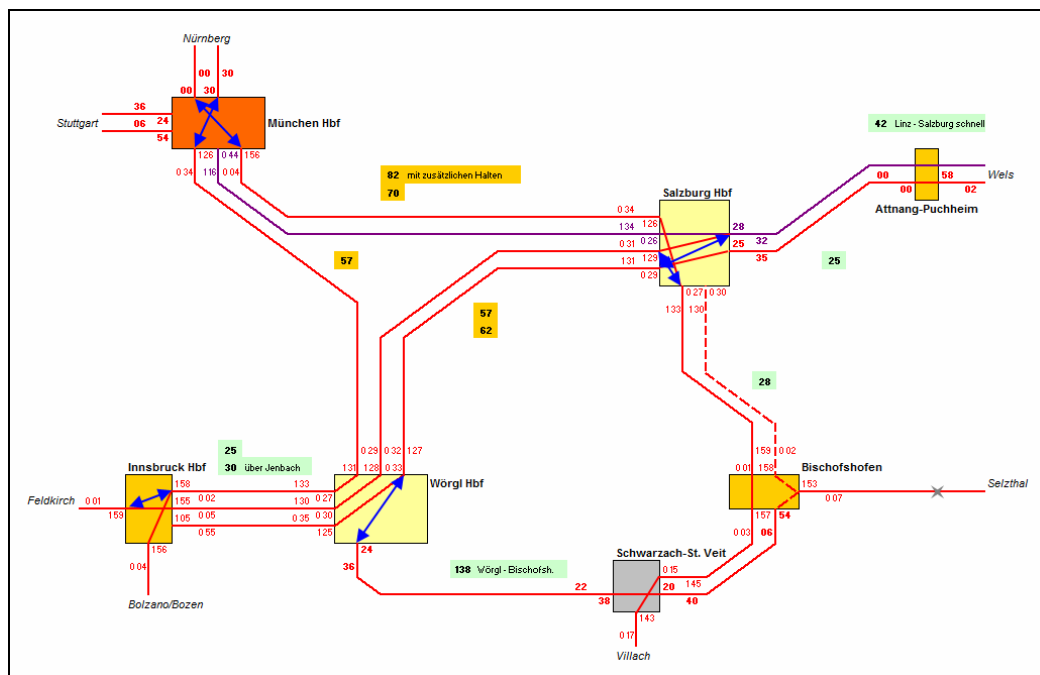 Nürnberg
00 30
00 30
36
Stuttgart
24
06
54
München Hbf
126 0 44 156
0 34 116 0 04
82 mit zusätzlichen Halten
70
42 Linz - Salzburg schnell
00 58 Wels
00 02
Attnang-Puchheim
Salzburg Hbf
0 34
126
134 28
0 26 32
0 31 25
129 35
131
0 29
25
57
0 27 0 30
133 130
57
62
28
25
30 über Jenbach
0 29 0 32 127
131 128 0 33
159 0 02
0 01 158
Innsbruck Hbf
Wörgl Hbf
Bischofshofen
Feldkirch
0 01
159
158 133
155 0 02 0 27
130
105 0 05 0 30
0 35
0 55 125
153
0 07
Selzthal
157 54
0 03 06
156
0 04
Bolzano/Bozen
24
36
138 Wörgl - Bischofsh.
Schwarzach-St. Veit
0 15
145
22 20
38 40
143
0 17
Villach